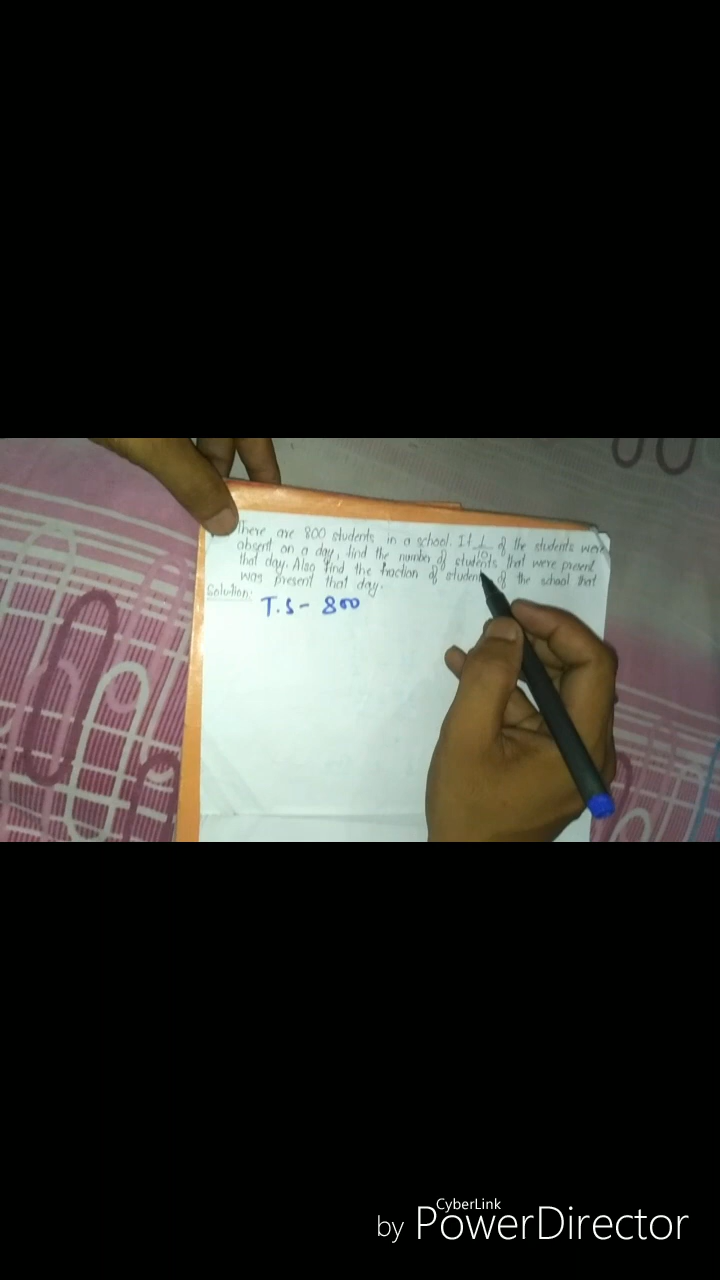 There are 800 students in a school. If 1/10 of the students were
absent on a day, find the number of students that were present
that day. Also find the fraction of students of the school that
was present that day.
Solution:
T.S - 800
CyberLink
by PowerDirector